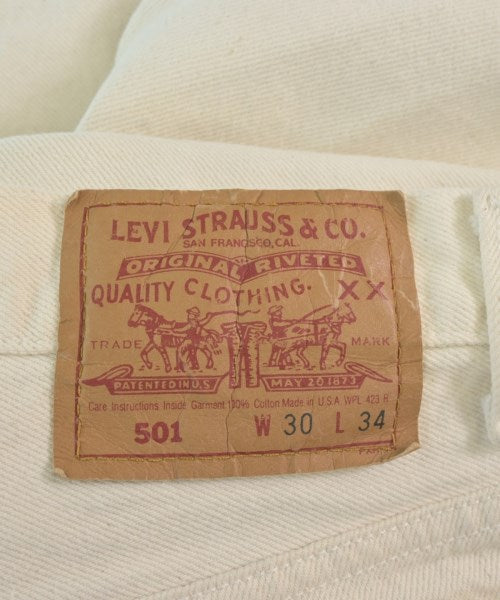 LEVI STRAUSS & CO.
SAN FRANCISCO, CAL.
ORIGINAL RIVETED
QUALITY CLOTHING. XX
TRADE MARK
PATENTED IN U.S. MAY 20 1873
Care Instructions Inside Garment 100% Cotton Made in U.S.A. WPL 423 R
501 W 30 L 34